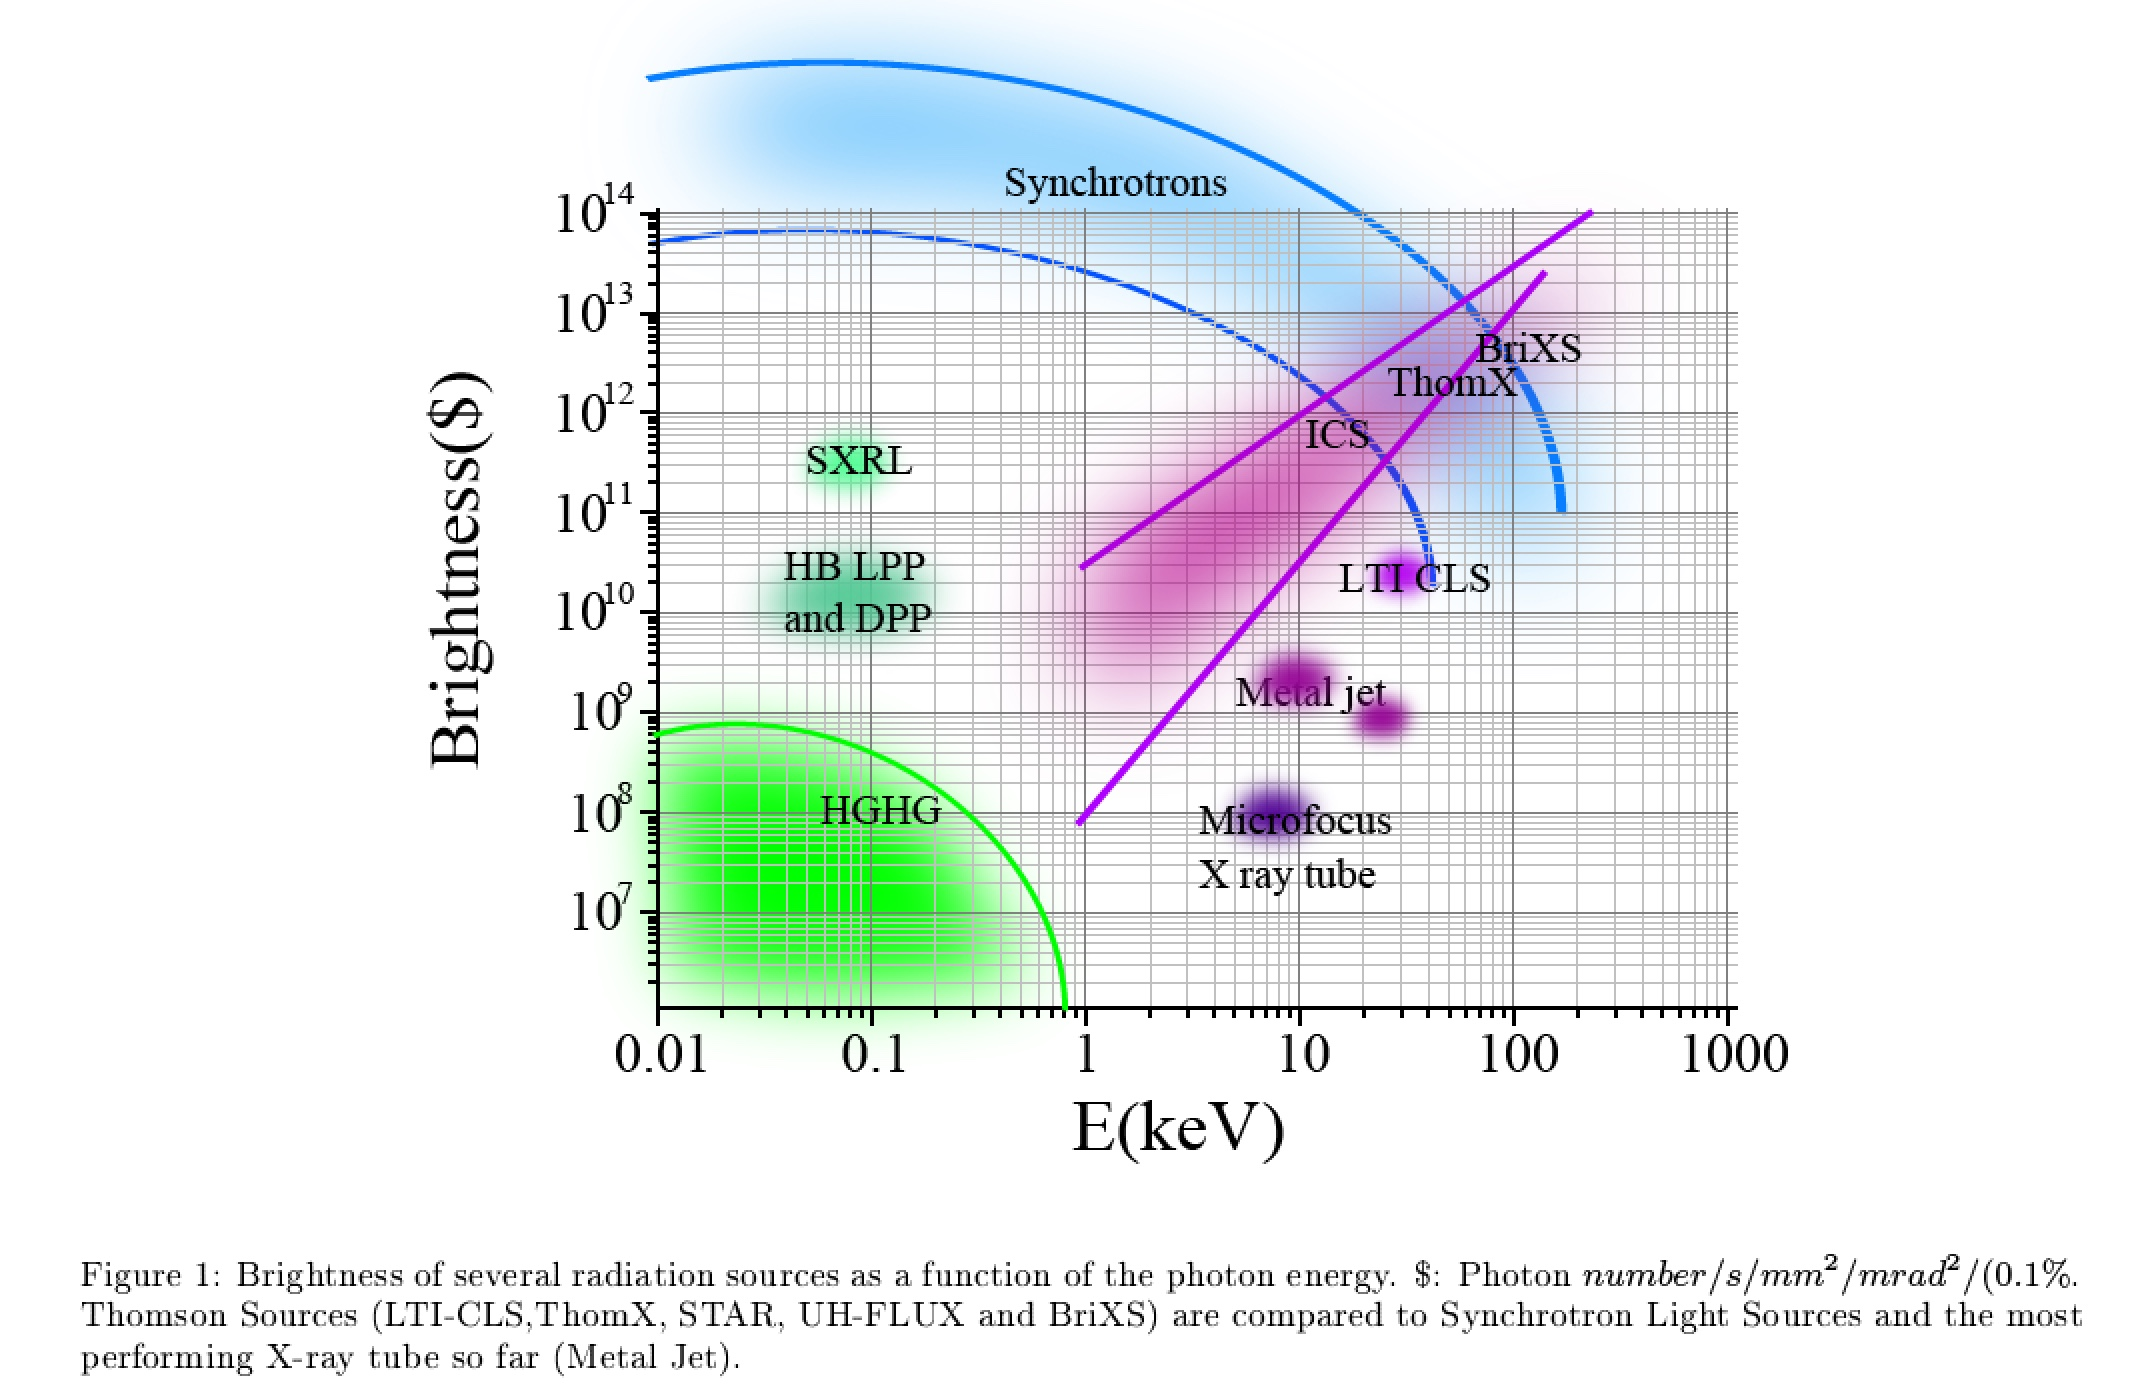 Synchrotrons
10^14
10^13
BriXS
ThomX
10^12
ICS
SXRL
10^11
HB LPP
and DPP
LTI CLS
10^10
Metal jet
10^9
HGHG
10^8
Microfocus
X ray tube
10^7
Brightness($)
0.01 0.1 1 10 100 1000
E(keV)
Figure 1: Brightness of several radiation sources as a function of the photon energy. $: Photon number/s/mm²/mrad²/(0.1%.
Thomson Sources (LTI-CLS,ThomX, STAR, UH-FLUX and BriXS) are compared to Synchrotron Light Sources and the most
performing X-ray tube so far (Metal Jet).